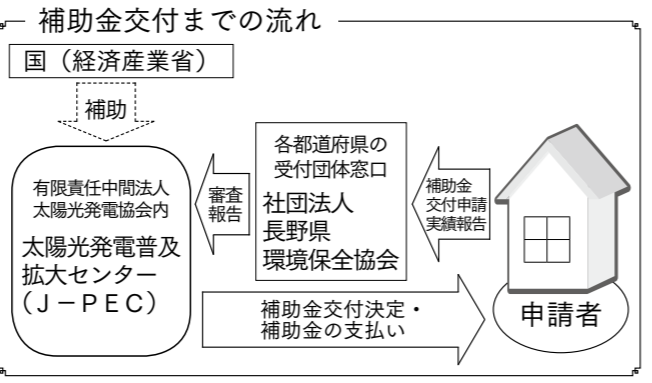 補助金交付までの流れ
国（経済産業省）
補助
有限責任中間法人
太陽光発電協会内
太陽光発電普及
拡大センター
（Ｊ－ＰＥＣ）
審査
報告
各都道府県の
受付団体窓口
社団法人
長野県
環境保全協会
補助金
交付申請
実績報告
補助金交付決定・
補助金の支払い
申請者